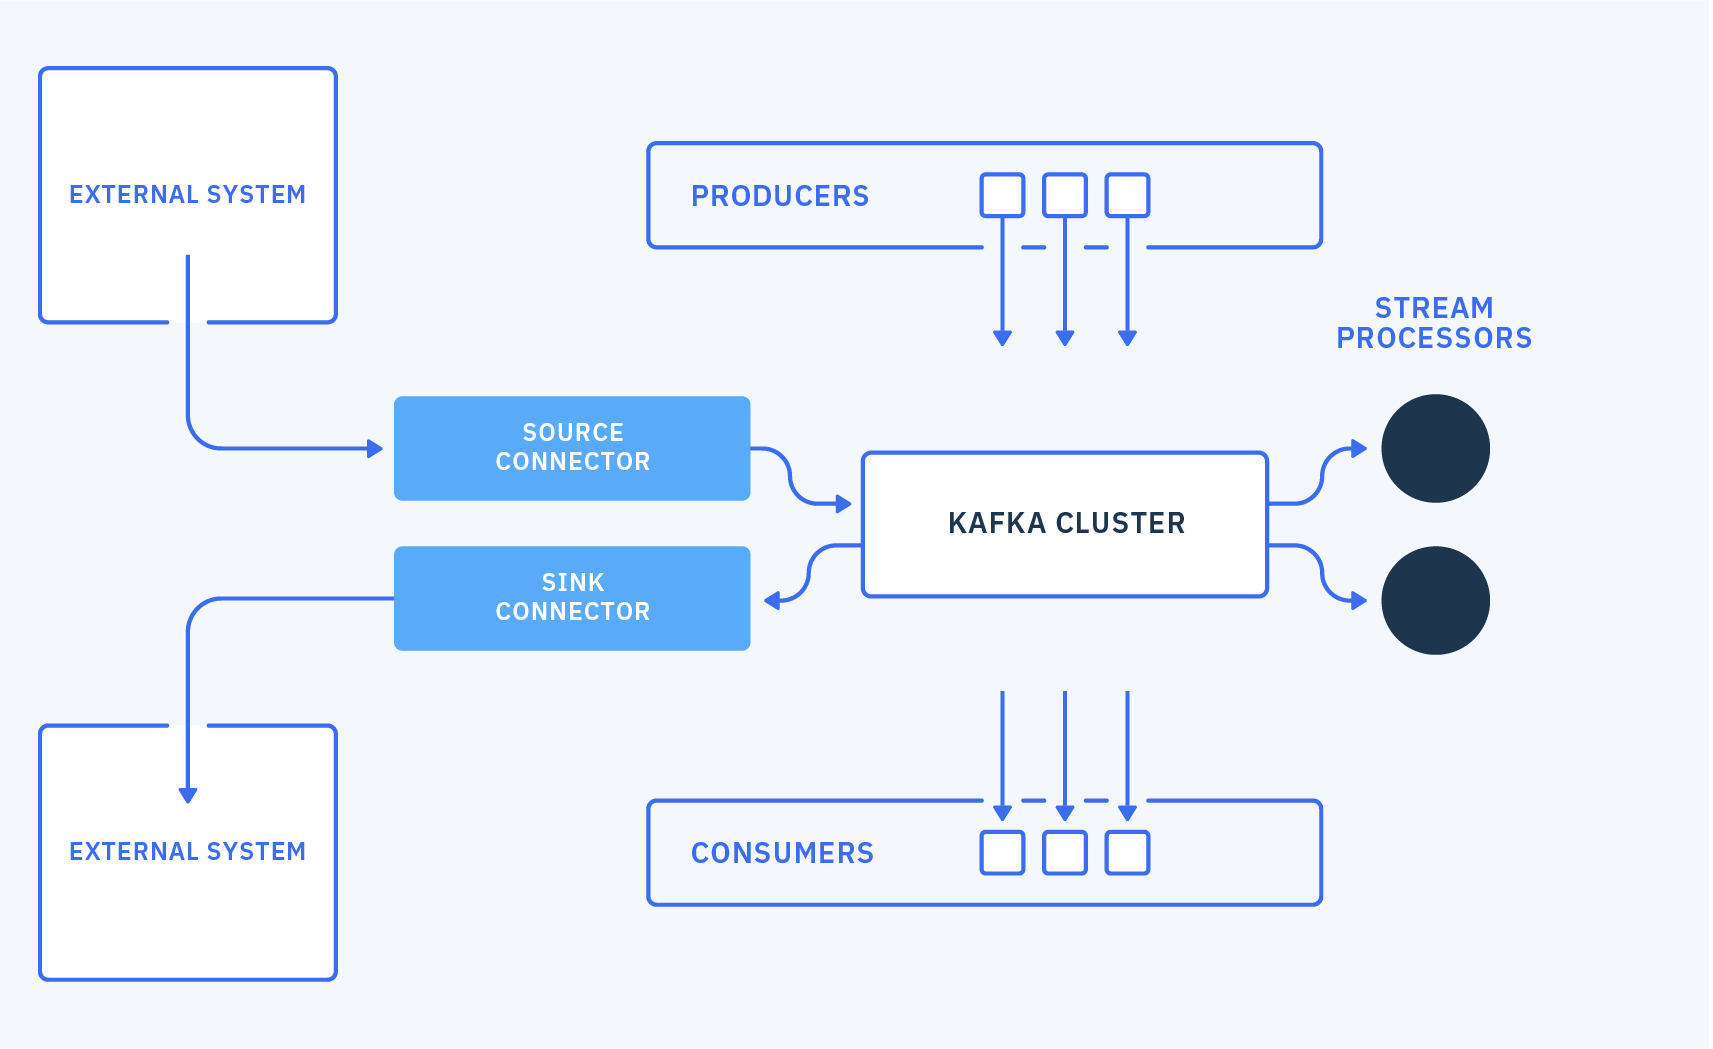 EXTERNAL SYSTEM
PRODUCERS
STREAM
PROCESSORS
SOURCE
CONNECTOR
KAFKA CLUSTER
SINK
CONNECTOR
EXTERNAL SYSTEM
CONSUMERS